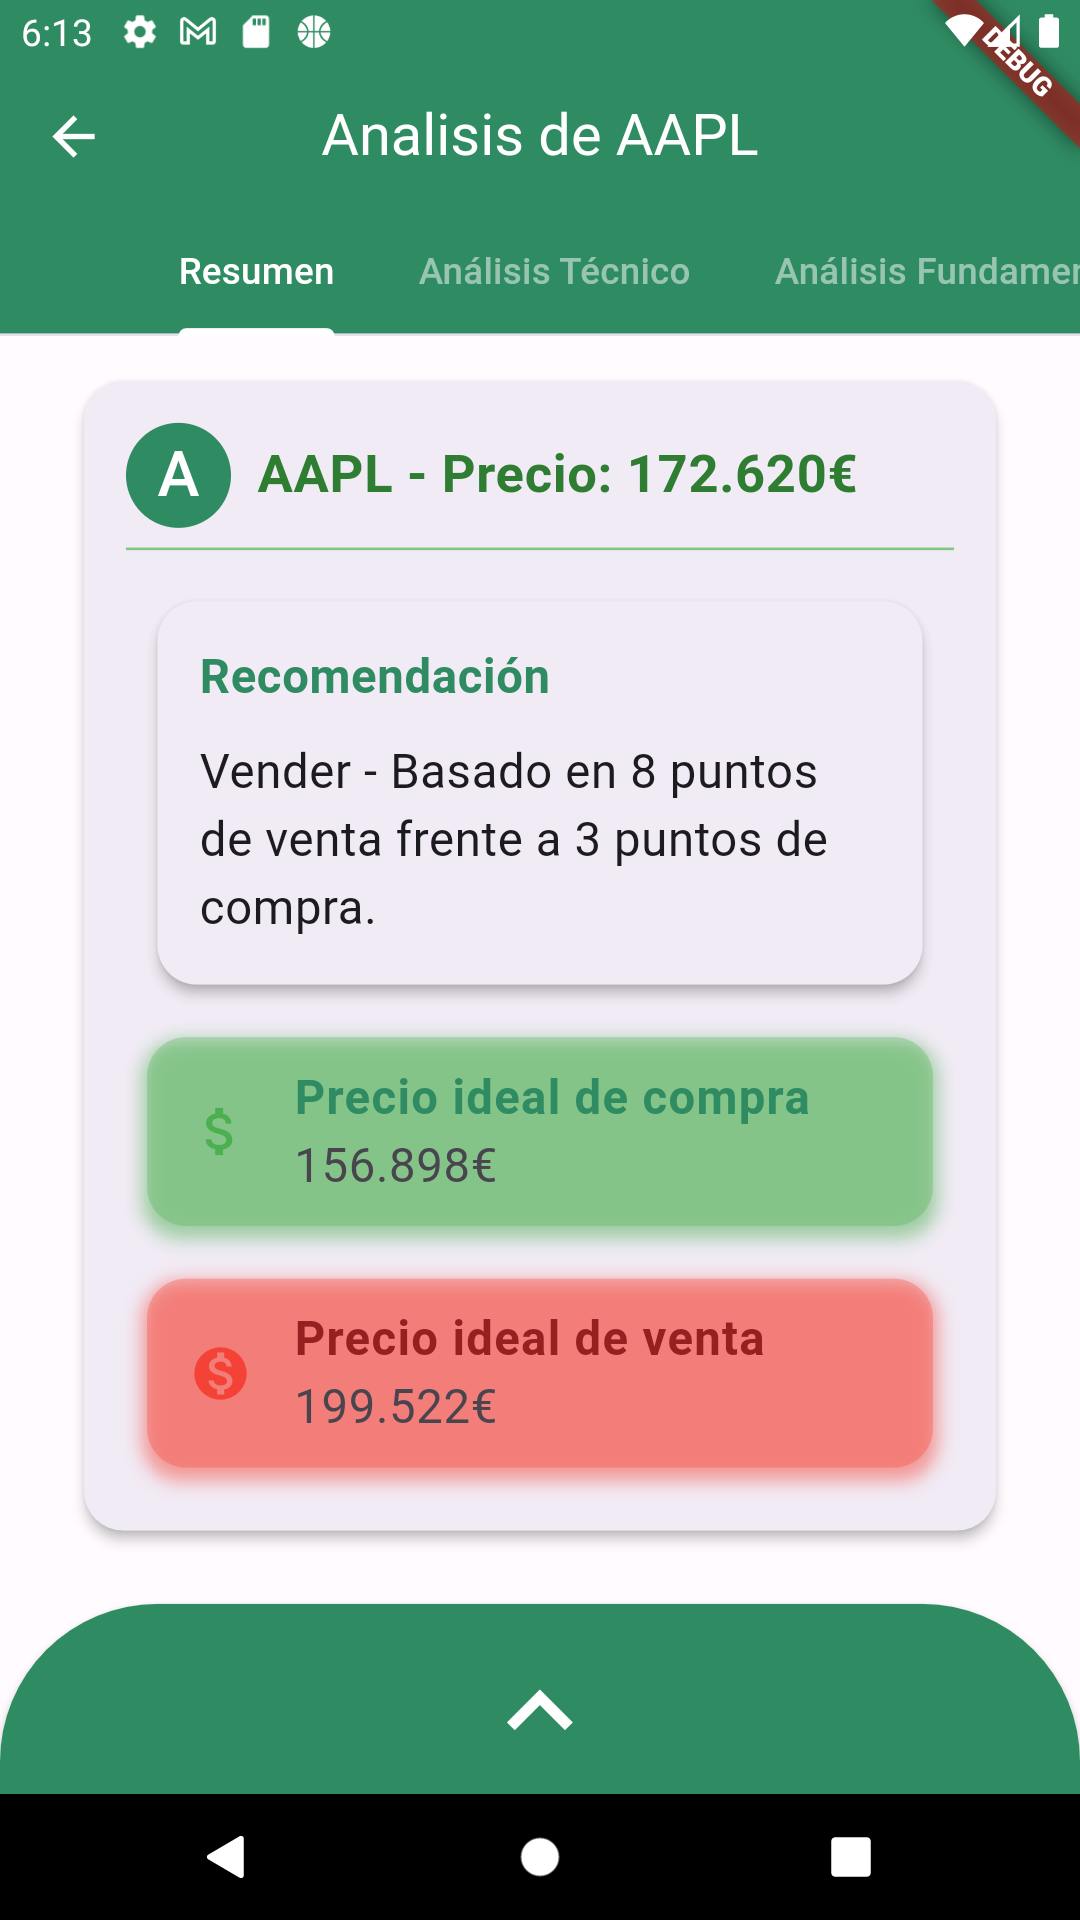 6:13
DEBUG
Analisis de AAPL
Resumen
Análisis Técnico
Análisis Fundamen
A
AAPL - Precio: 172.620€
Recomendación
Vender - Basado en 8 puntos
de venta frente a 3 puntos de
compra.
$
Precio ideal de compra
156.898€
$
Precio ideal de venta
199.522€